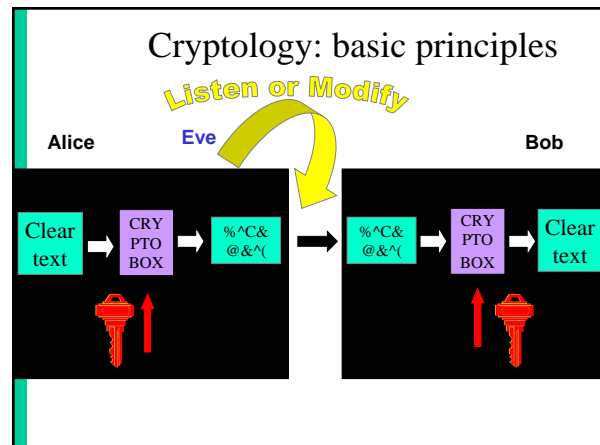 Cryptology: basic principles
Listen or Modify
Alice
Eve
Bob
Clear
text
CRY
PTO
BOX
%^C&
@&^(
%^C&
@&^(
CRY
PTO
BOX
Clear
text